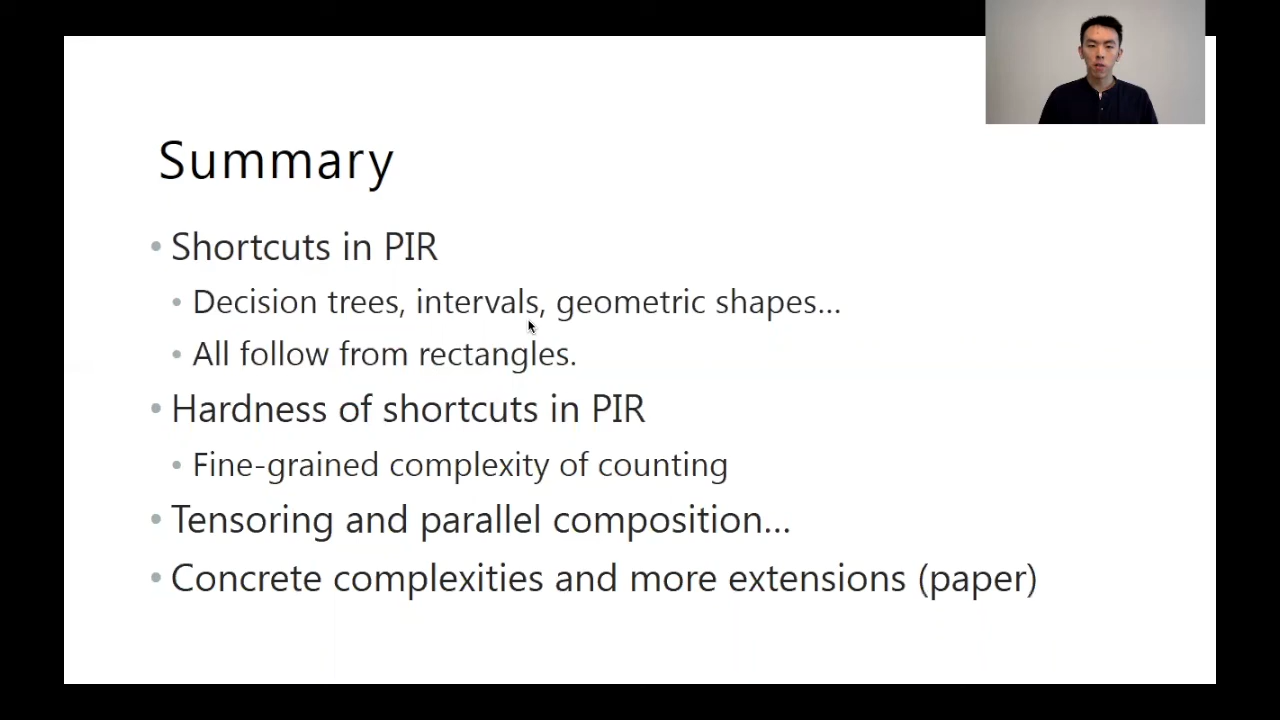 Summary
• Shortcuts in PIR
• Decision trees, intervals, geometric shapes...
• All follow from rectangles.
• Hardness of shortcuts in PIR
• Fine-grained complexity of counting
• Tensoring and parallel composition...
• Concrete complexities and more extensions (paper)